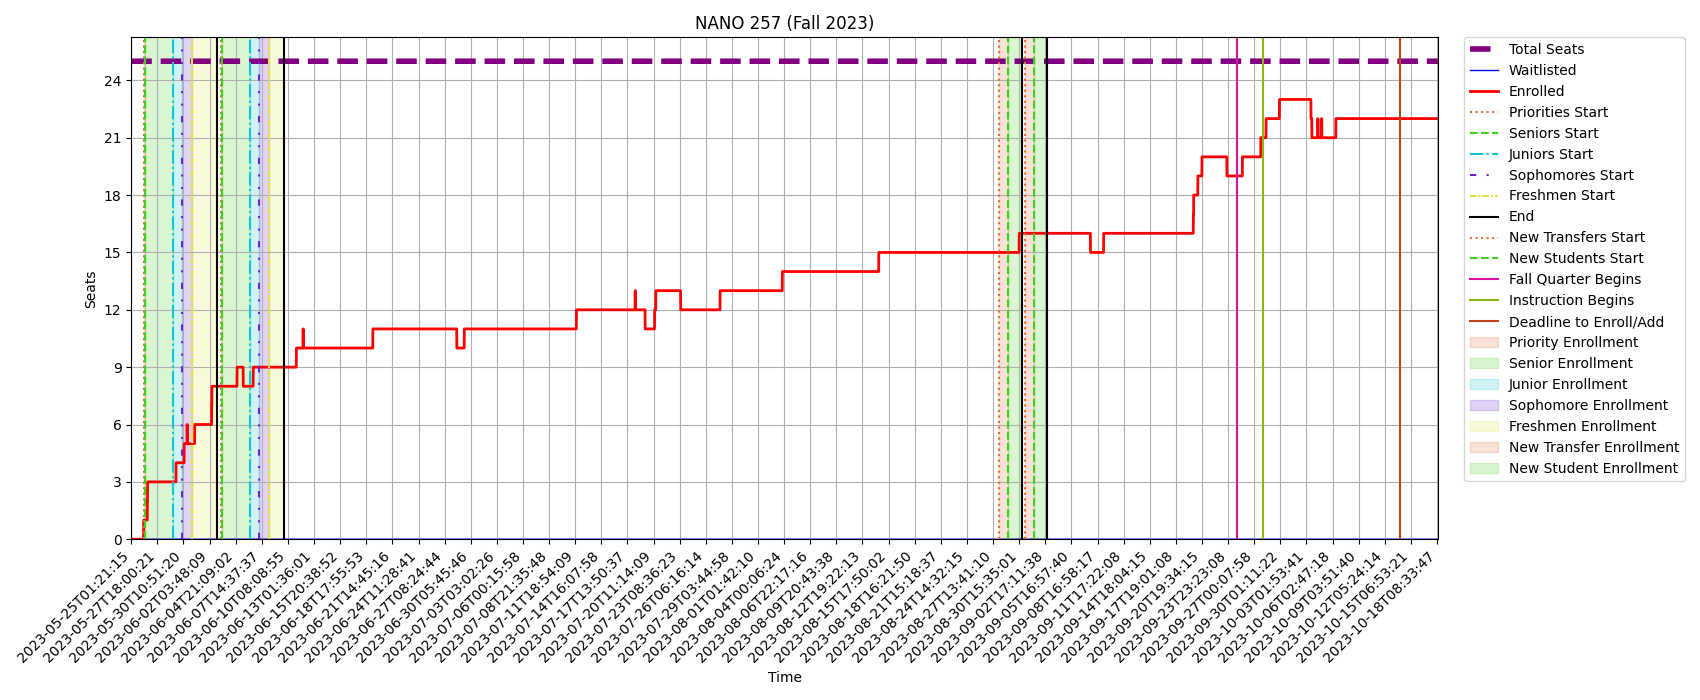 NANO 257 (Fall 2023)
Seats
24
21
18
15
12
9
6
3
0
2023-05-25T01:21:15
2023-05-27T18:00:21
2023-05-30T10:51:20
2023-06-02T03:48:09
2023-06-04T21:09:02
2023-06-07T14:37:37
2023-06-10T08:08:55
2023-06-13T01:36:01
2023-06-15T20:38:52
2023-06-18T17:55:53
2023-06-21T14:45:16
2023-06-24T11:28:41
2023-06-27T08:24:44
2023-06-30T05:45:46
2023-07-03T03:02:26
2023-07-06T00:15:58
2023-07-08T21:35:48
2023-07-11T18:54:09
2023-07-14T16:07:58
2023-07-17T13:50:37
2023-07-20T11:14:09
2023-07-23T08:36:23
2023-07-26T06:16:14
2023-07-29T03:44:58
2023-08-01T01:42:10
2023-08-04T00:06:24
2023-08-06T22:17:16
2023-08-09T20:43:38
2023-08-12T19:22:13
2023-08-15T17:50:02
2023-08-18T16:21:50
2023-08-21T15:18:37
2023-08-24T14:32:15
2023-08-27T13:41:10
2023-08-30T15:35:01
2023-09-02T17:11:38
2023-09-05T16:57:40
2023-09-08T16:58:17
2023-09-11T17:22:08
2023-09-14T18:04:15
2023-09-17T19:01:08
2023-09-20T19:34:15
2023-09-23T23:23:08
2023-09-27T00:07:58
2023-09-30T01:11:22
2023-10-03T01:53:41
2023-10-06T02:47:18
2023-10-09T03:51:40
2023-10-12T05:24:14
2023-10-15T06:53:21
2023-10-18T08:33:47
Time
Total Seats
Waitlisted
Enrolled
Priorities Start
Seniors Start
Juniors Start
Sophomores Start
Freshmen Start
End
New Transfers Start
New Students Start
Fall Quarter Begins
Instruction Begins
Deadline to Enroll/Add
Priority Enrollment
Senior Enrollment
Junior Enrollment
Sophomore Enrollment
Freshmen Enrollment
New Transfer Enrollment
New Student Enrollment